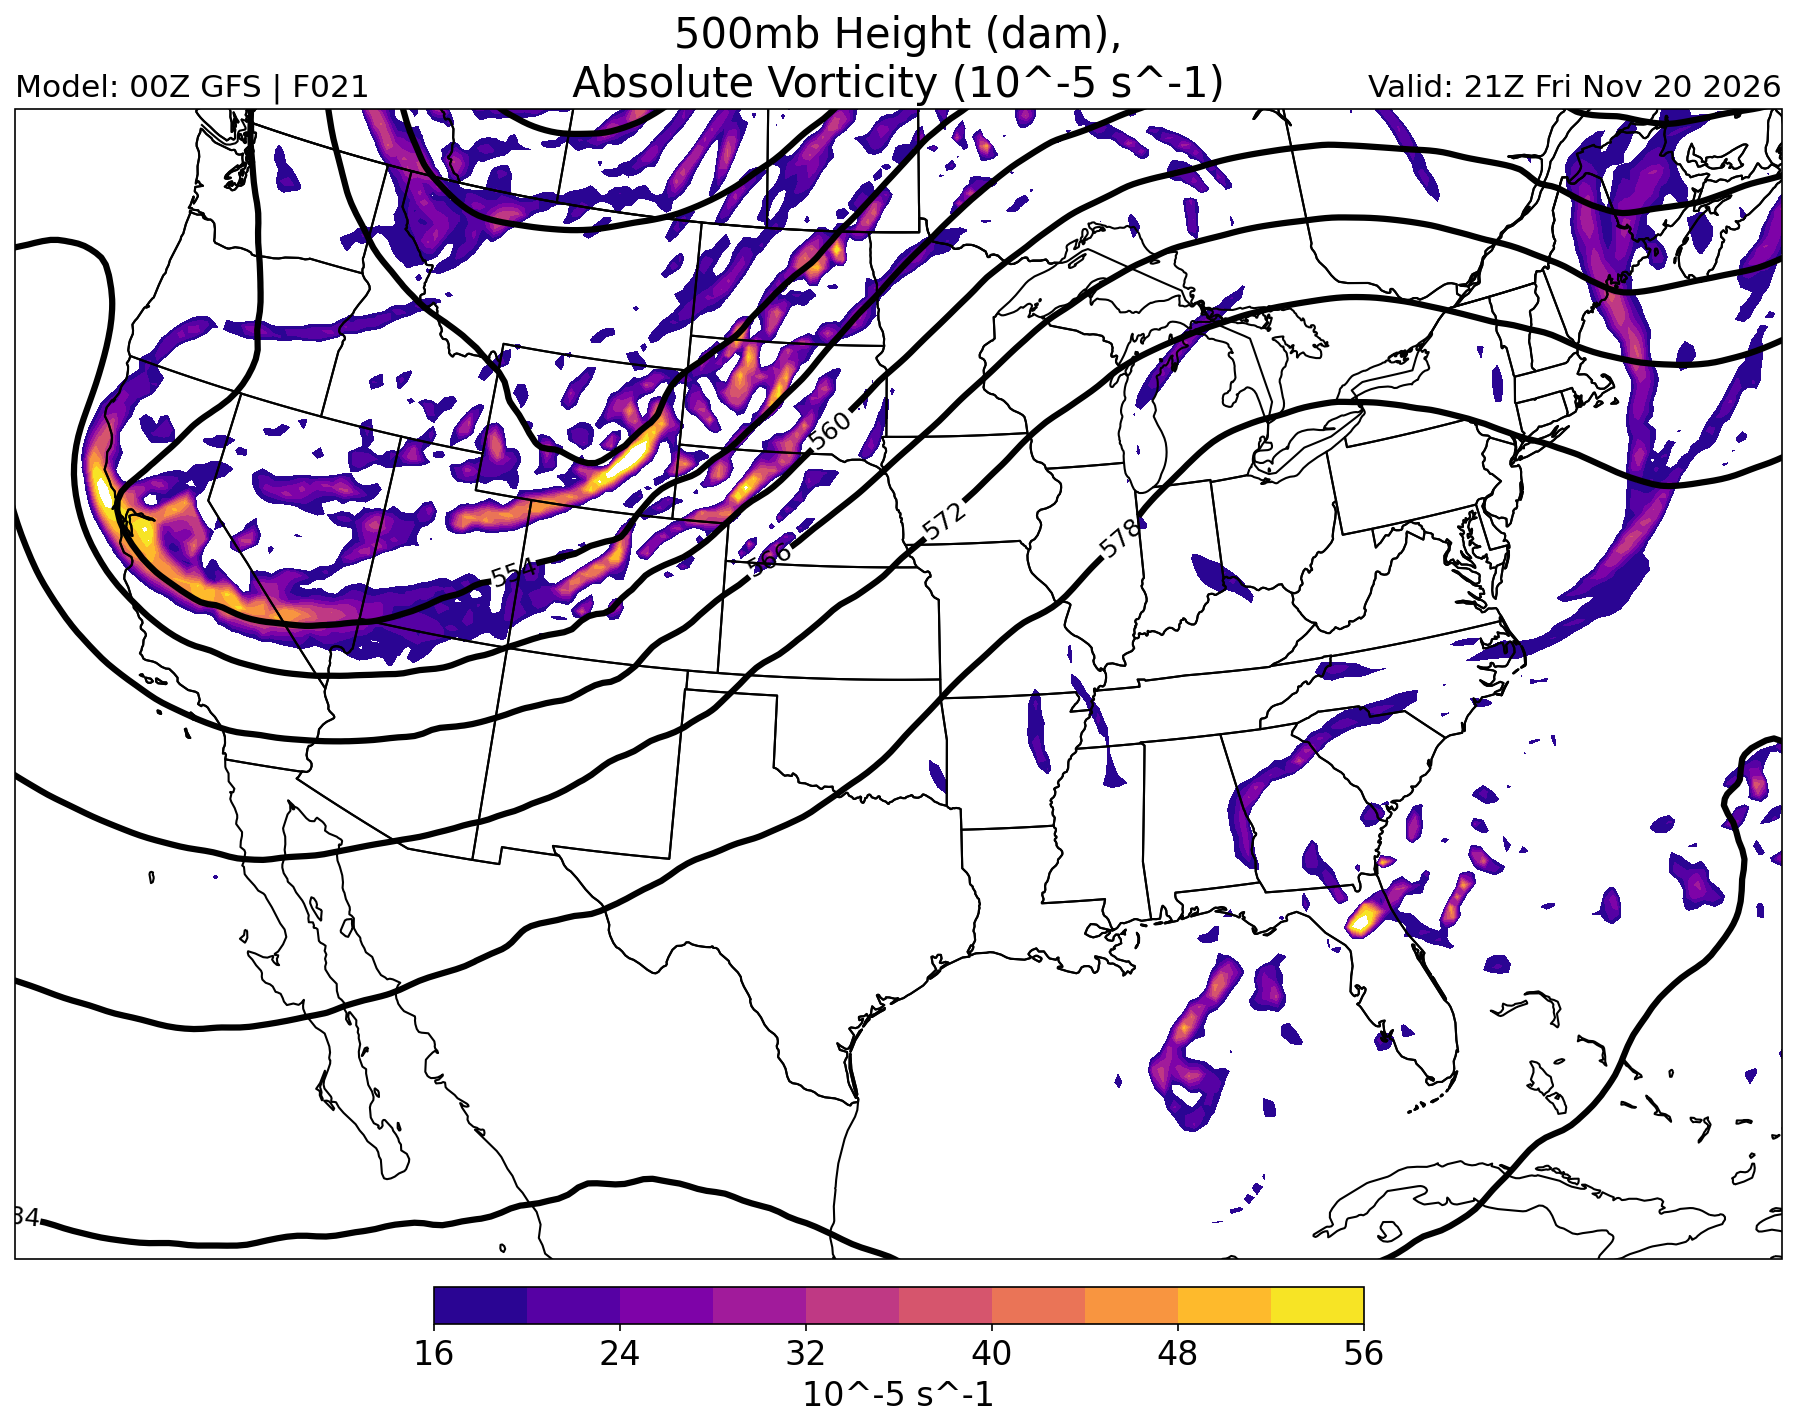 500mb Height (dam),
Model: 00Z GFS | F021
Absolute Vorticity (10^-5 s^-1)
Valid: 21Z Fri Nov 20 2026
560
572
578
566
554
34
16
24
32
40
48
56
10^-5 s^-1